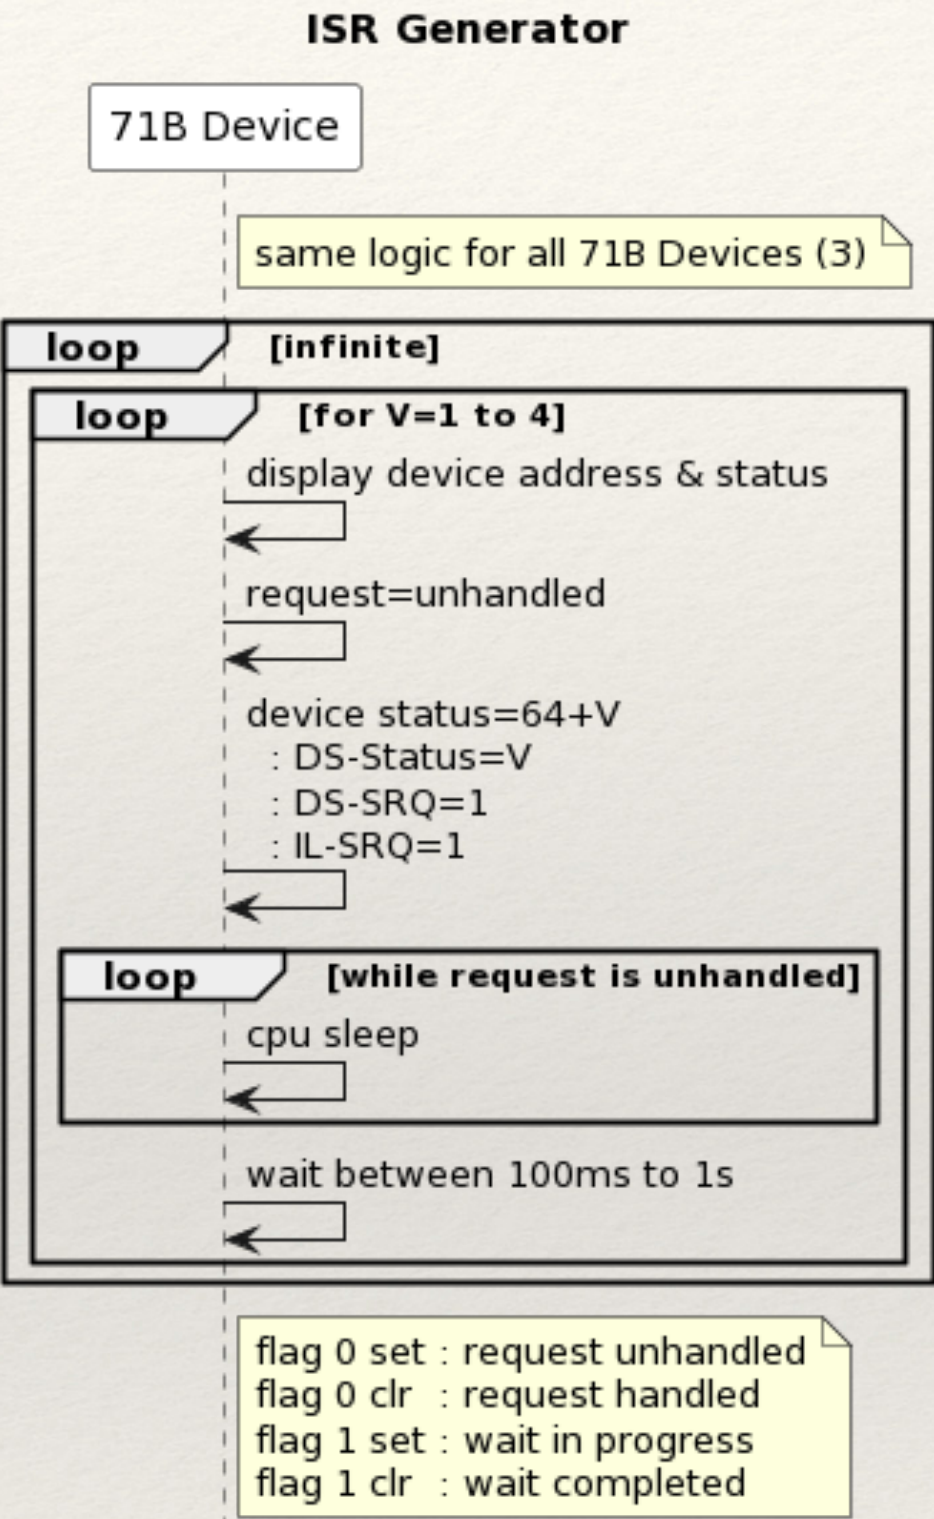 ISR Generator
71B Device
same logic for all 71B Devices (3)
loop [infinite]
loop [for V=1 to 4]
display device address & status
request=unhandled
device status=64+V
: DS-Status=V
: DS-SRQ=1
: IL-SRQ=1
loop [while request is unhandled]
cpu sleep
wait between 100ms to 1s
flag 0 set : request unhandled
flag 0 clr : request handled
flag 1 set : wait in progress
flag 1 clr : wait completed